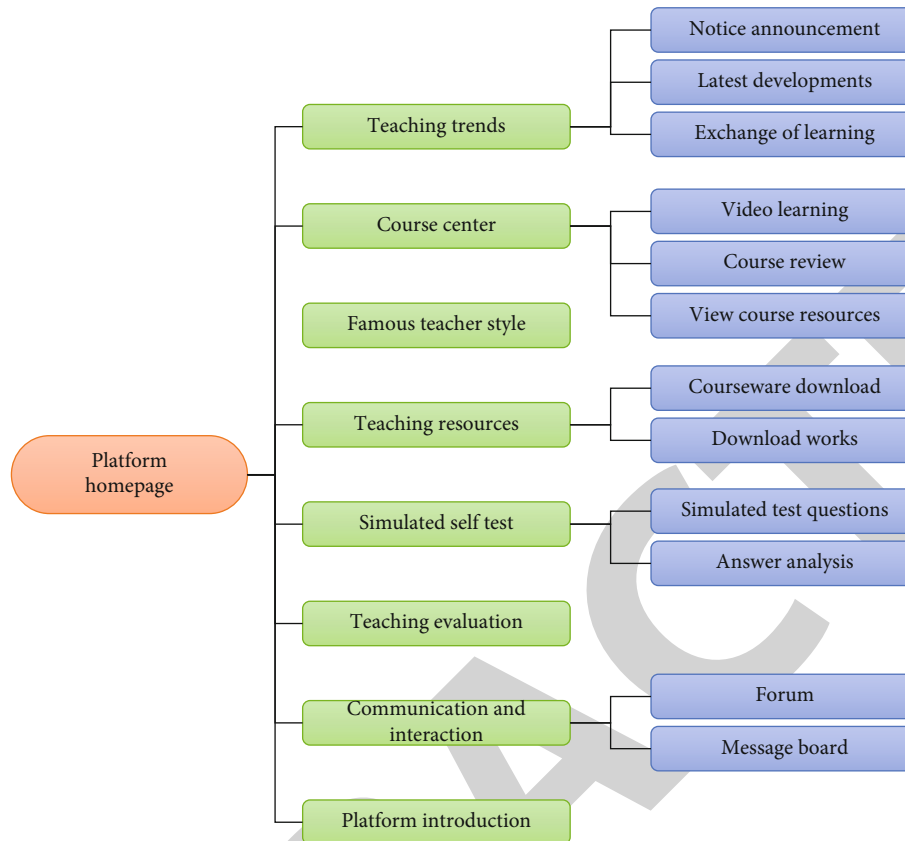 Platform
homepage
Teaching trends
Notice announcement
Latest developments
Exchange of learning
Course center
Video learning
Course review
View course resources
Famous teacher style
Teaching resources
Courseware download
Download works
Simulated self test
Simulated test questions
Answer analysis
Teaching evaluation
Communication and
interaction
Forum
Message board
Platform introduction